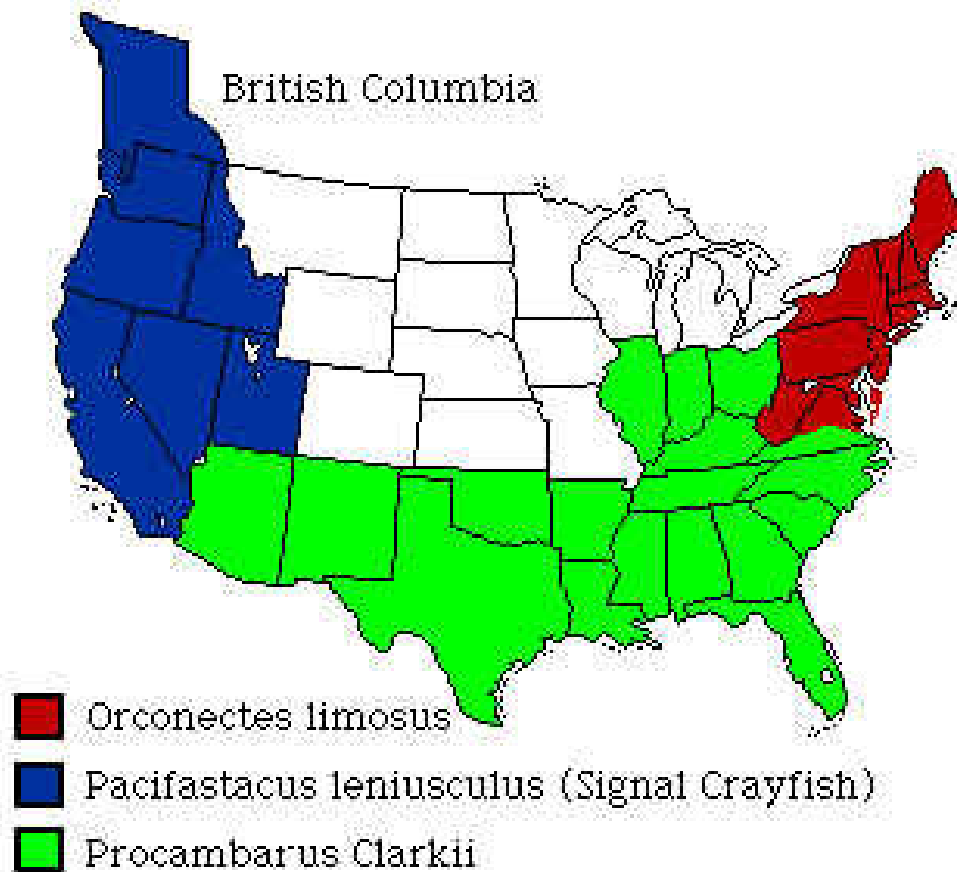 British Columbia
Orconectes limosus
Pacifastacus leniusculus (Signal Crayfish)
Procambarus Clarkii